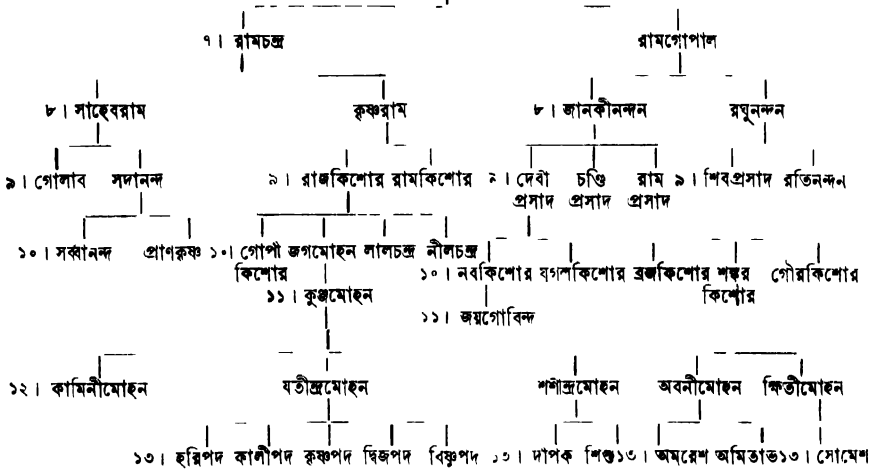 ৭। রামচন্দ্র রামগোপাল
৮। সাহেবরাম কৃষ্ণরাম ৮। জানকীনন্দন রঘুনন্দন
৯। গোলাব সদানন্দ ৯। রাজকিশোর রামকিশোর ৯। দেবী চণ্ডি রাম ৯। শিবপ্রসাদ রতিনন্দন
প্রসাদ প্রসাদ প্রসাদ
১০। সর্ব্বানন্দ প্রাণকৃষ্ণ ১০। গোপী জগমোহন লালচন্দ্র নীলচন্দ্র
কিশোর
১০। নবকিশোর যুগলকিশোর ব্রজকিশোর শঙ্কর গৌরকিশোর
কিশোর
১১। কুঞ্জমোহন
১১। জয়গোবিন্দ
১২। কামিনীমোহন যতীন্দ্রমোহন শশীন্দ্রমোহন অবনীমোহন ক্ষিতীমোহন
১৩। হরিপদ কালীপদ কৃষ্ণপদ দ্বিজপদ বিষ্ণুপদ ১৩। দীপক শিশু ১৩। অমরেশ অমিতাভ ১৩। সোমেশ